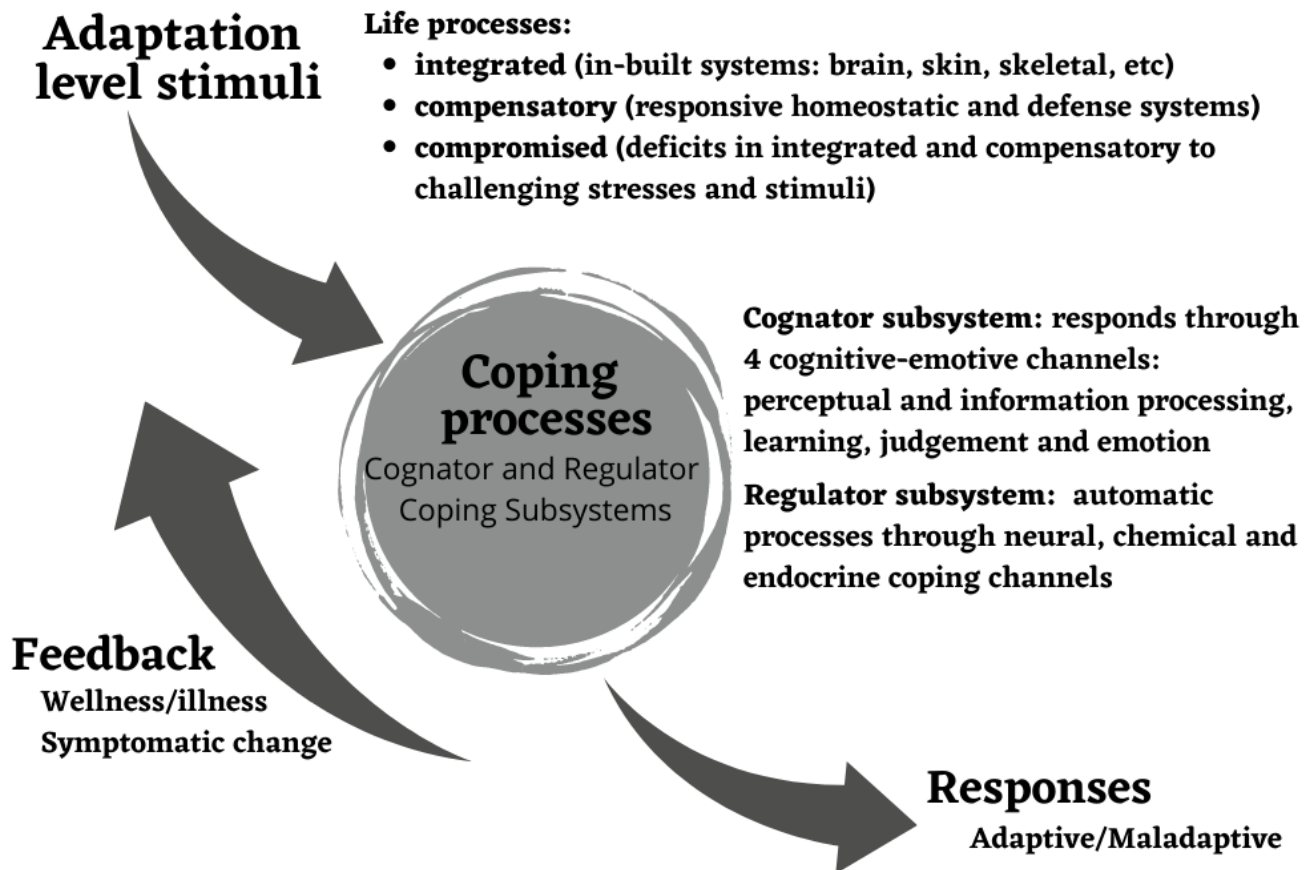 Adaptation
level stimuli
Life processes:
• integrated (in-built systems: brain, skin, skeletal, etc)
• compensatory (responsive homeostatic and defense systems)
• compromised (deficits in integrated and compensatory to
challenging stresses and stimuli)
Coping
processes
Cognator and Regulator
Coping Subsystems
Cognator subsystem: responds through
4 cognitive-emotive channels:
perceptual and information processing,
learning, judgement and emotion
Regulator subsystem: automatic
processes through neural, chemical and
endocrine coping channels
Feedback
Wellness/illness
Symptomatic change
Responses
Adaptive/Maladaptive